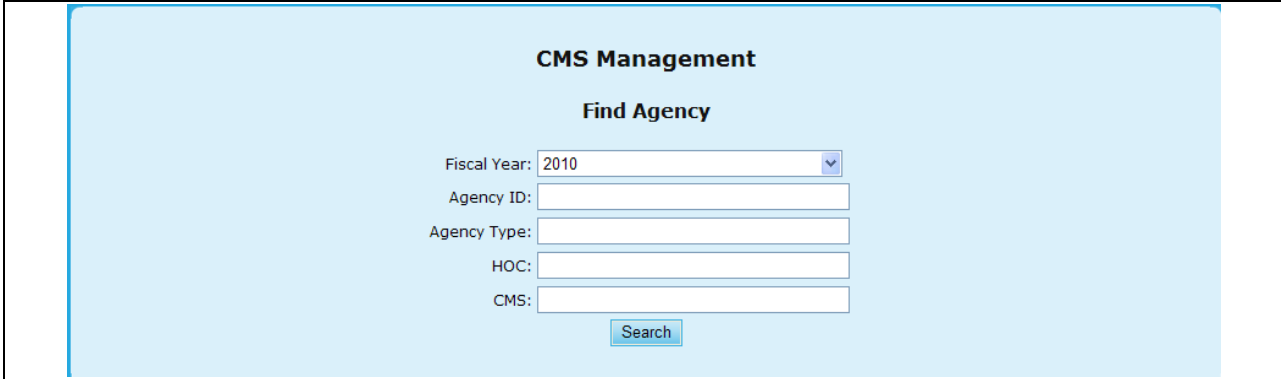 CMS Management
Find Agency
Fiscal Year: 2010
Agency ID:
Agency Type:
HOC:
CMS:
Search